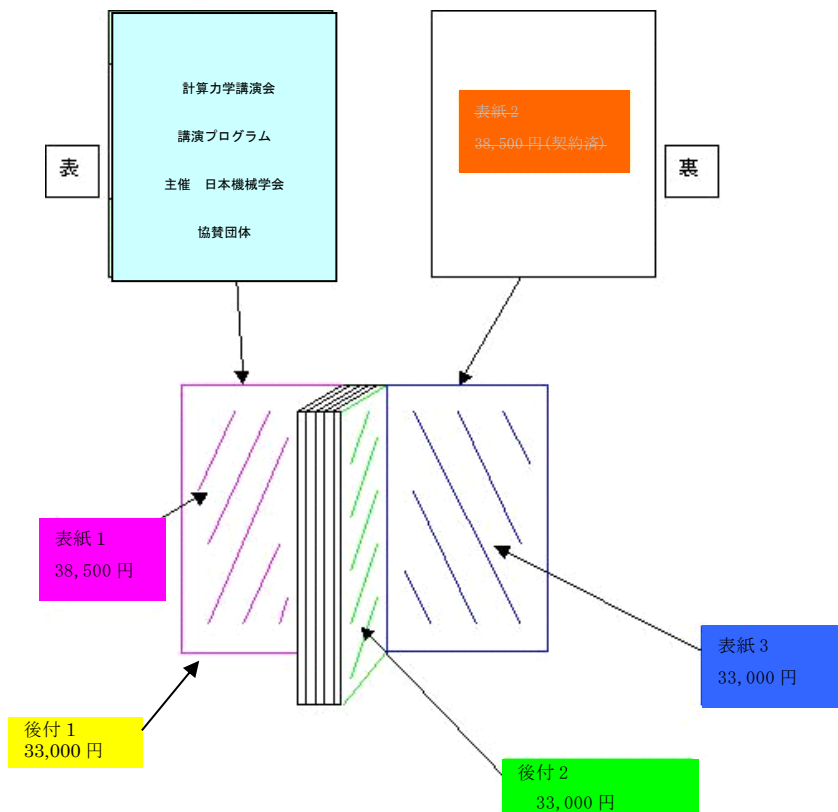 計算力学講演会
講演プログラム
主催　日本機械学会
協賛団体
表
表紙 2
38,500 円(契約済)
裏
表紙 1
38,500 円
表紙 3
33,000 円
後付 1
33,000 円
後付 2
33,000 円